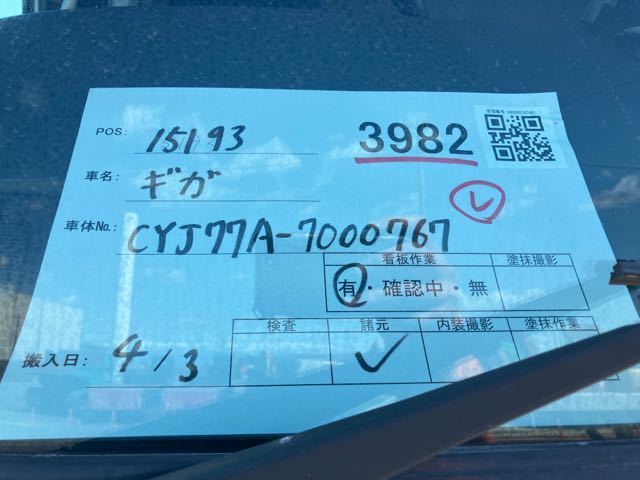 POS: 15193 3982
車名: ギガ
レ
車体No.: CYJ77A-7000767
看板作業 塗抹撮影
有・確認中・無
検査 諸元 内装撮影 塗抹作業
搬入日: 4/3